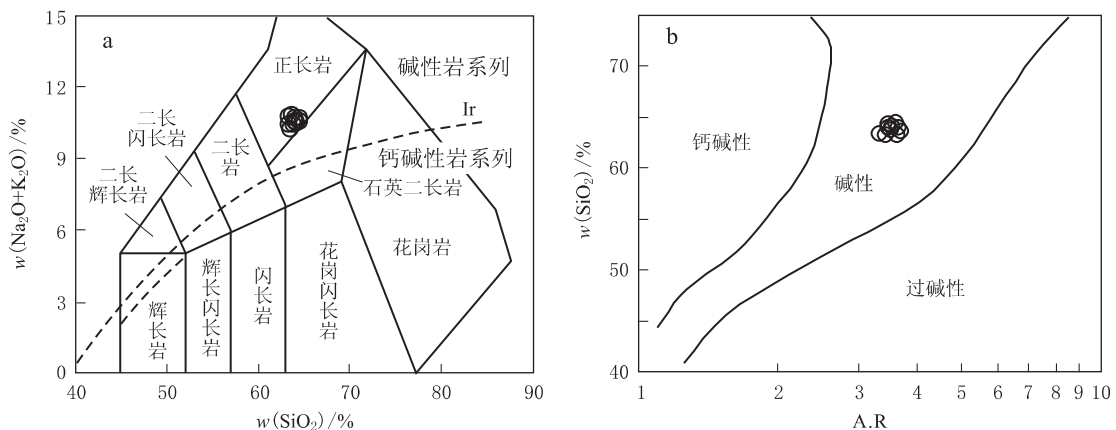 a
15
12
9
6
3
0
w(Na₂O+K₂O)/%
40
50
60
70
80
90
w(SiO₂)/%
正长岩
碱性岩系列
Ir
二长
闪长岩
二长
岩
钙碱性岩系列
二长
辉长岩
石英二长岩
辉长岩
辉长闪长岩
闪长岩
花岗闪长岩
花岗岩
b
70
60
50
40
w(SiO₂)/%
1
2
3
4
5
6
7
8
9
10
A.R
钙碱性
碱性
过碱性